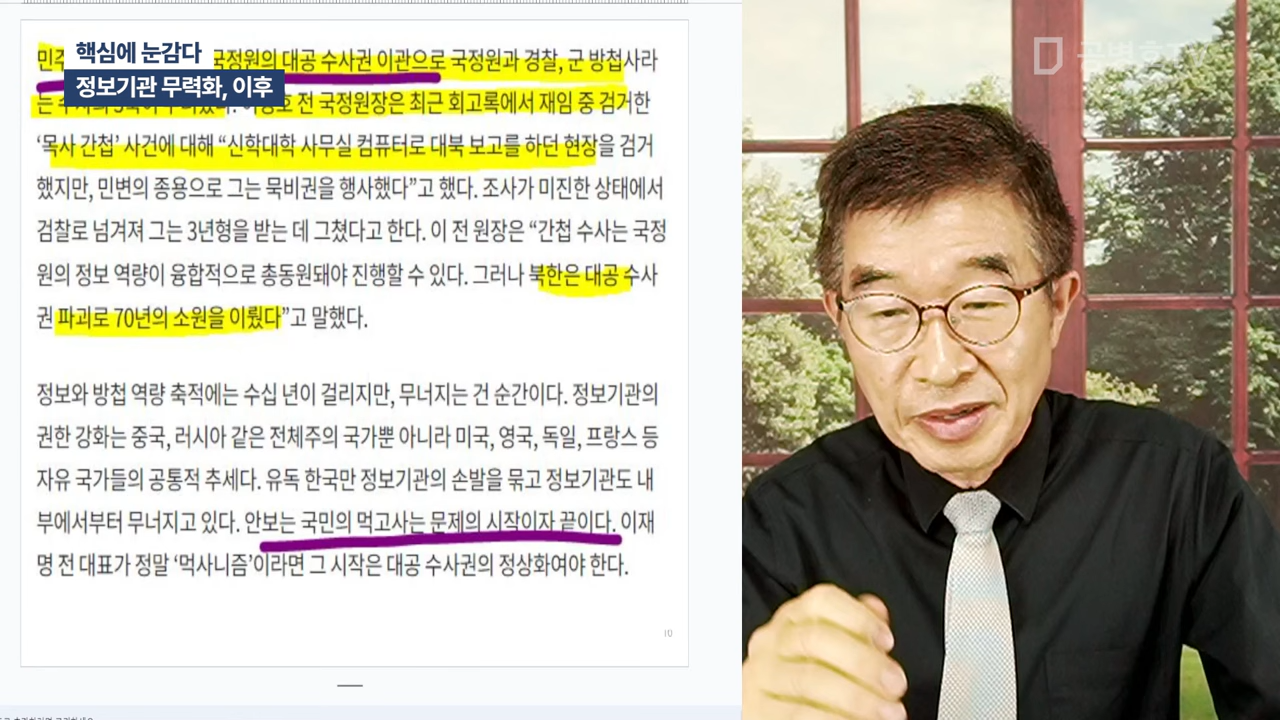 핵심에 눈감다
정보기관 무력화, 이후
공병호TV
민주 국정원의 대공 수사권 이관으로 국정원과 경찰, 군 방첩사라
전 국정원장은 최근 회고록에서 재임 중 검거한
‘목사 간첩’ 사건에 대해 “신학대학 사무실 컴퓨터로 대북 보고를 하던 현장을 검거
했지만, 민변의 종용으로 그는 묵비권을 행사했다”고 했다. 조사가 미진한 상태에서
검찰로 넘겨져 그는 3년형을 받는 데 그쳤다고 한다. 이 전 원장은 “간첩 수사는 국정
원의 정보 역량이 융합적으로 총동원돼야 진행할 수 있다. 그러나 북한은 대공 수사
권 파괴로 70년의 소원을 이뤘다”고 말했다.
정보와 방첩 역량 축적에는 수십 년이 걸리지만, 무너지는 건 순간이다. 정보기관의
권한 강화는 중국, 러시아 같은 전체주의 국가뿐 아니라 미국, 영국, 독일, 프랑스 등
자유 국가들의 공통적 추세다. 유독 한국만 정보기관의 손발을 묶고 정보기관도 내
부에서부터 무너지고 있다. 안보는 국민의 먹고사는 문제의 시작이자 끝이다. 이재
명 전 대표가 정말 ‘먹사니즘’이라면 그 시작은 대공 수사권의 정상화여야 한다.
10